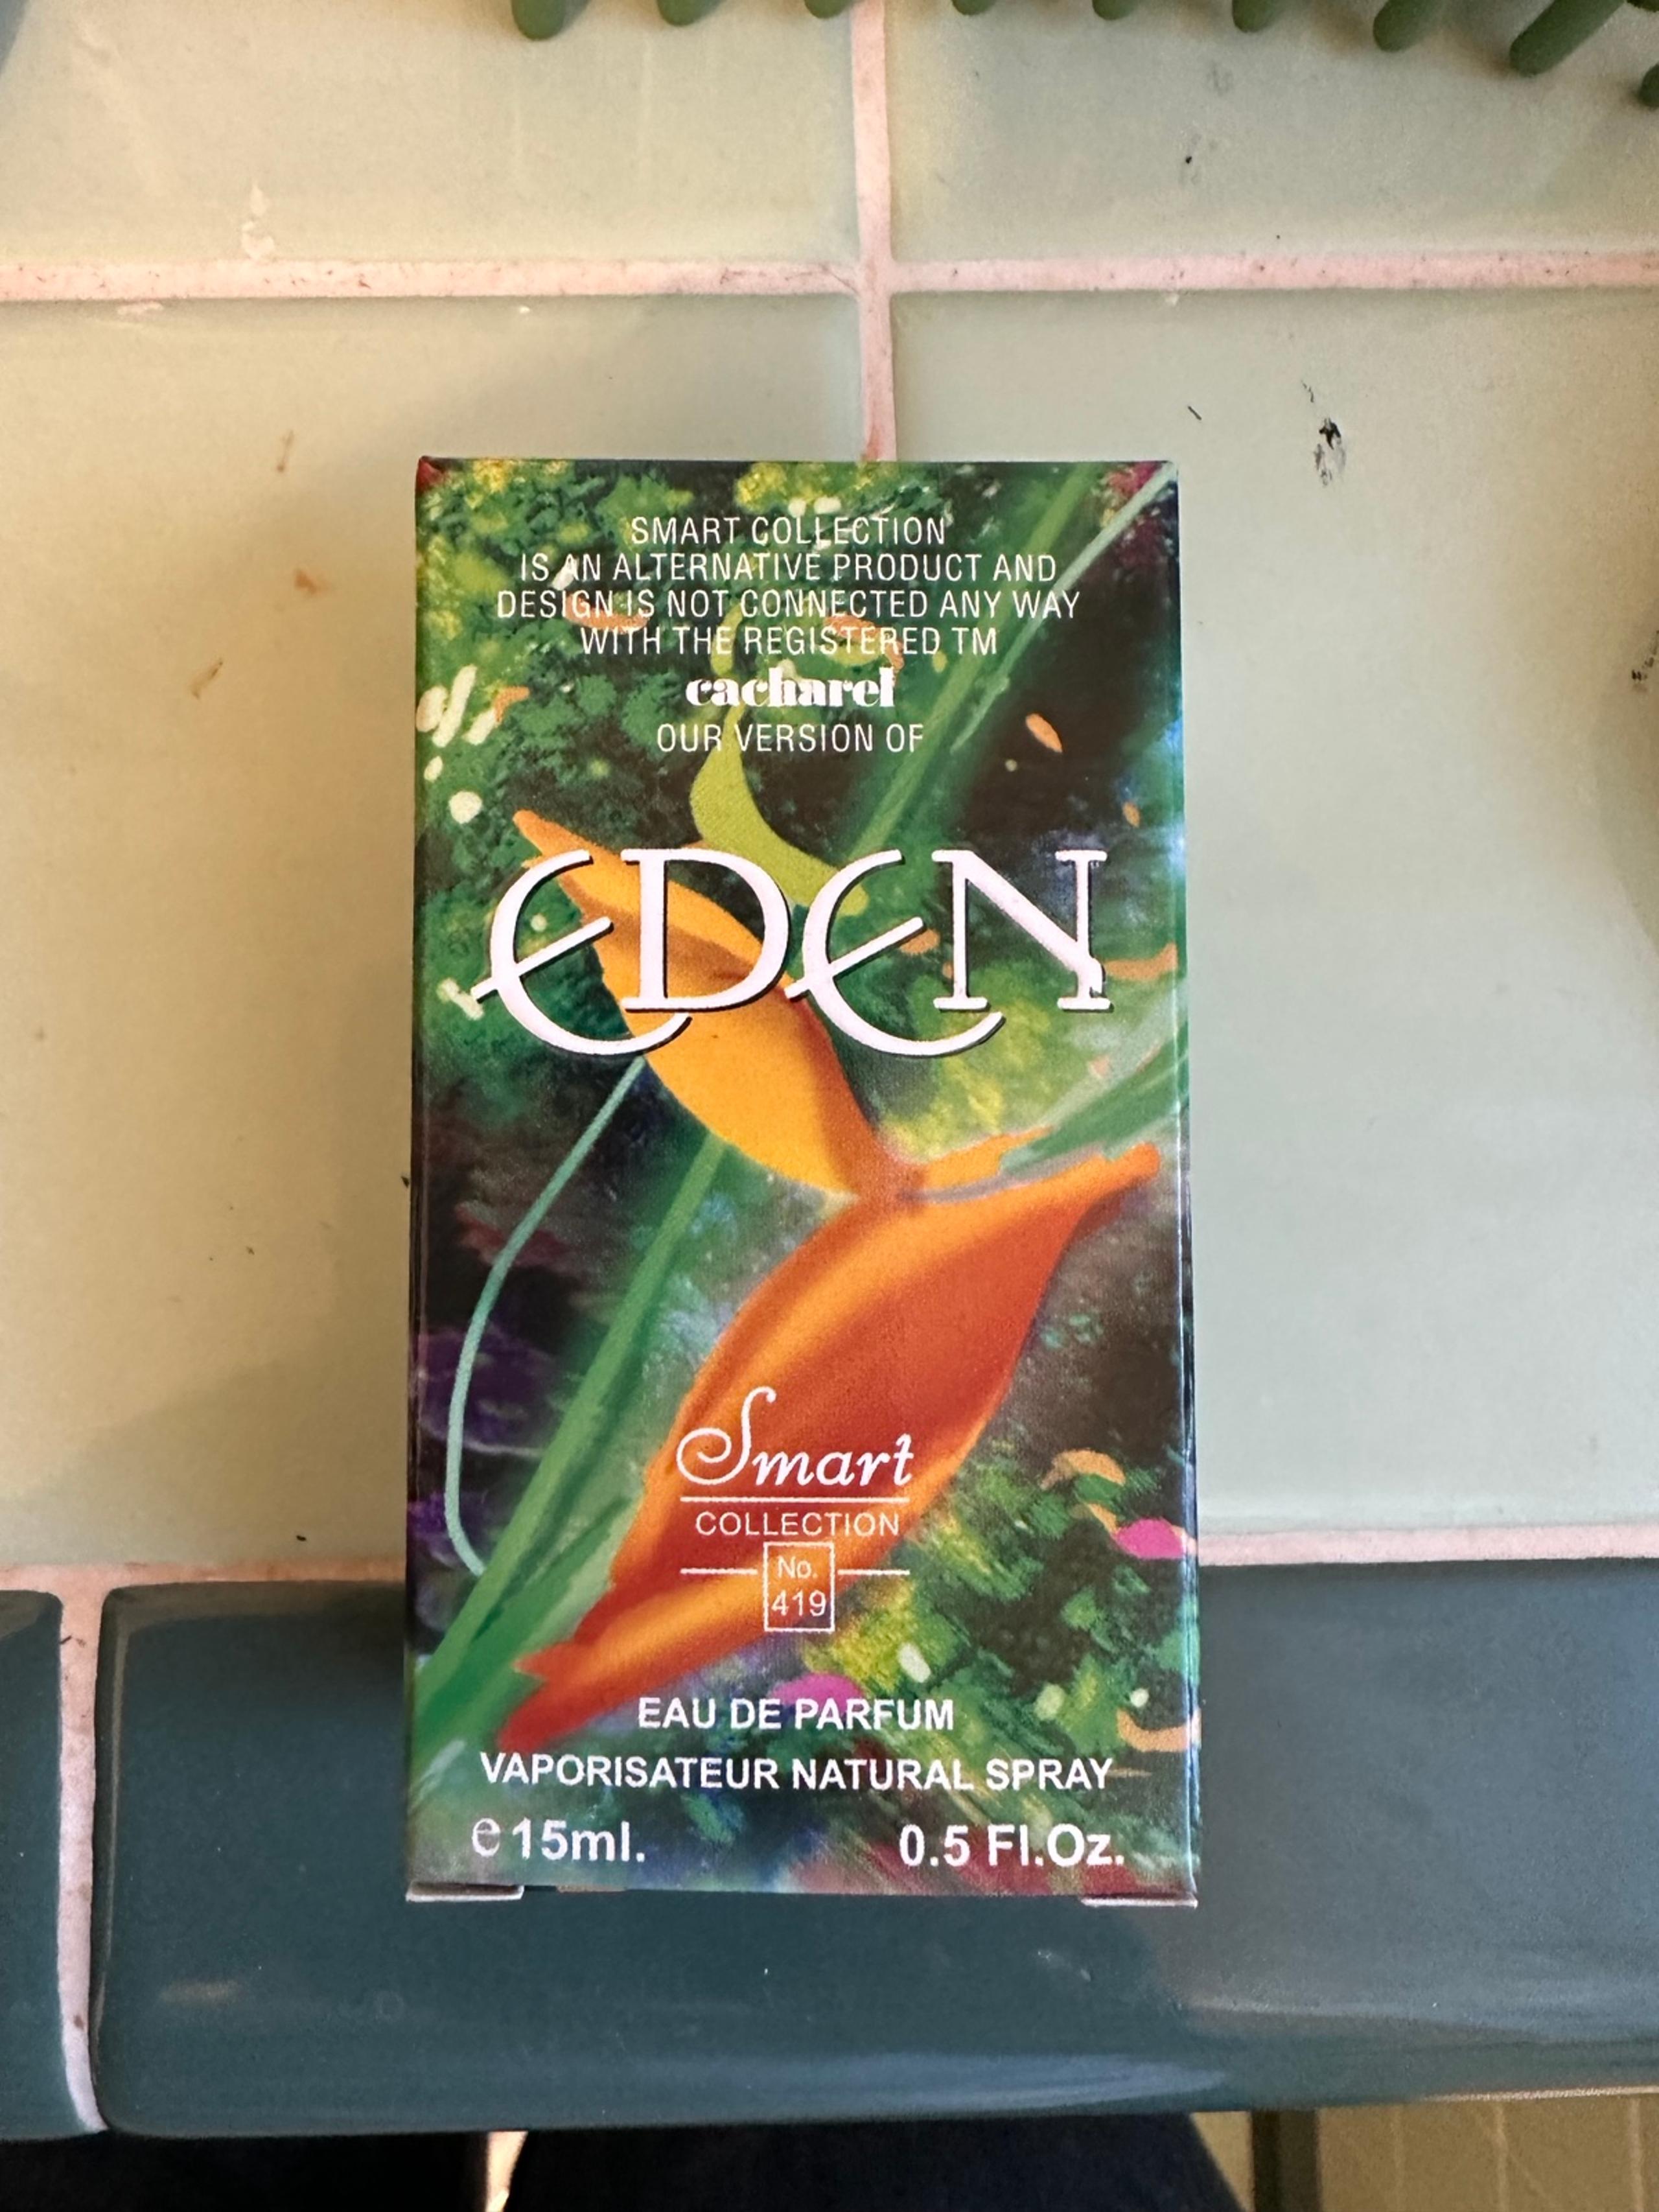 SMART COLLECTION
IS AN ALTERNATIVE PRODUCT AND
DESIGN IS NOT CONNECTED ANY WAY
WITH THE REGISTERED TM
cacharel
OUR VERSION OF
EDEN
Smart
COLLECTION
No.
419
EAU DE PARFUM
VAPORISATEUR NATURAL SPRAY
℮15ml. 0.5 Fl.Oz.